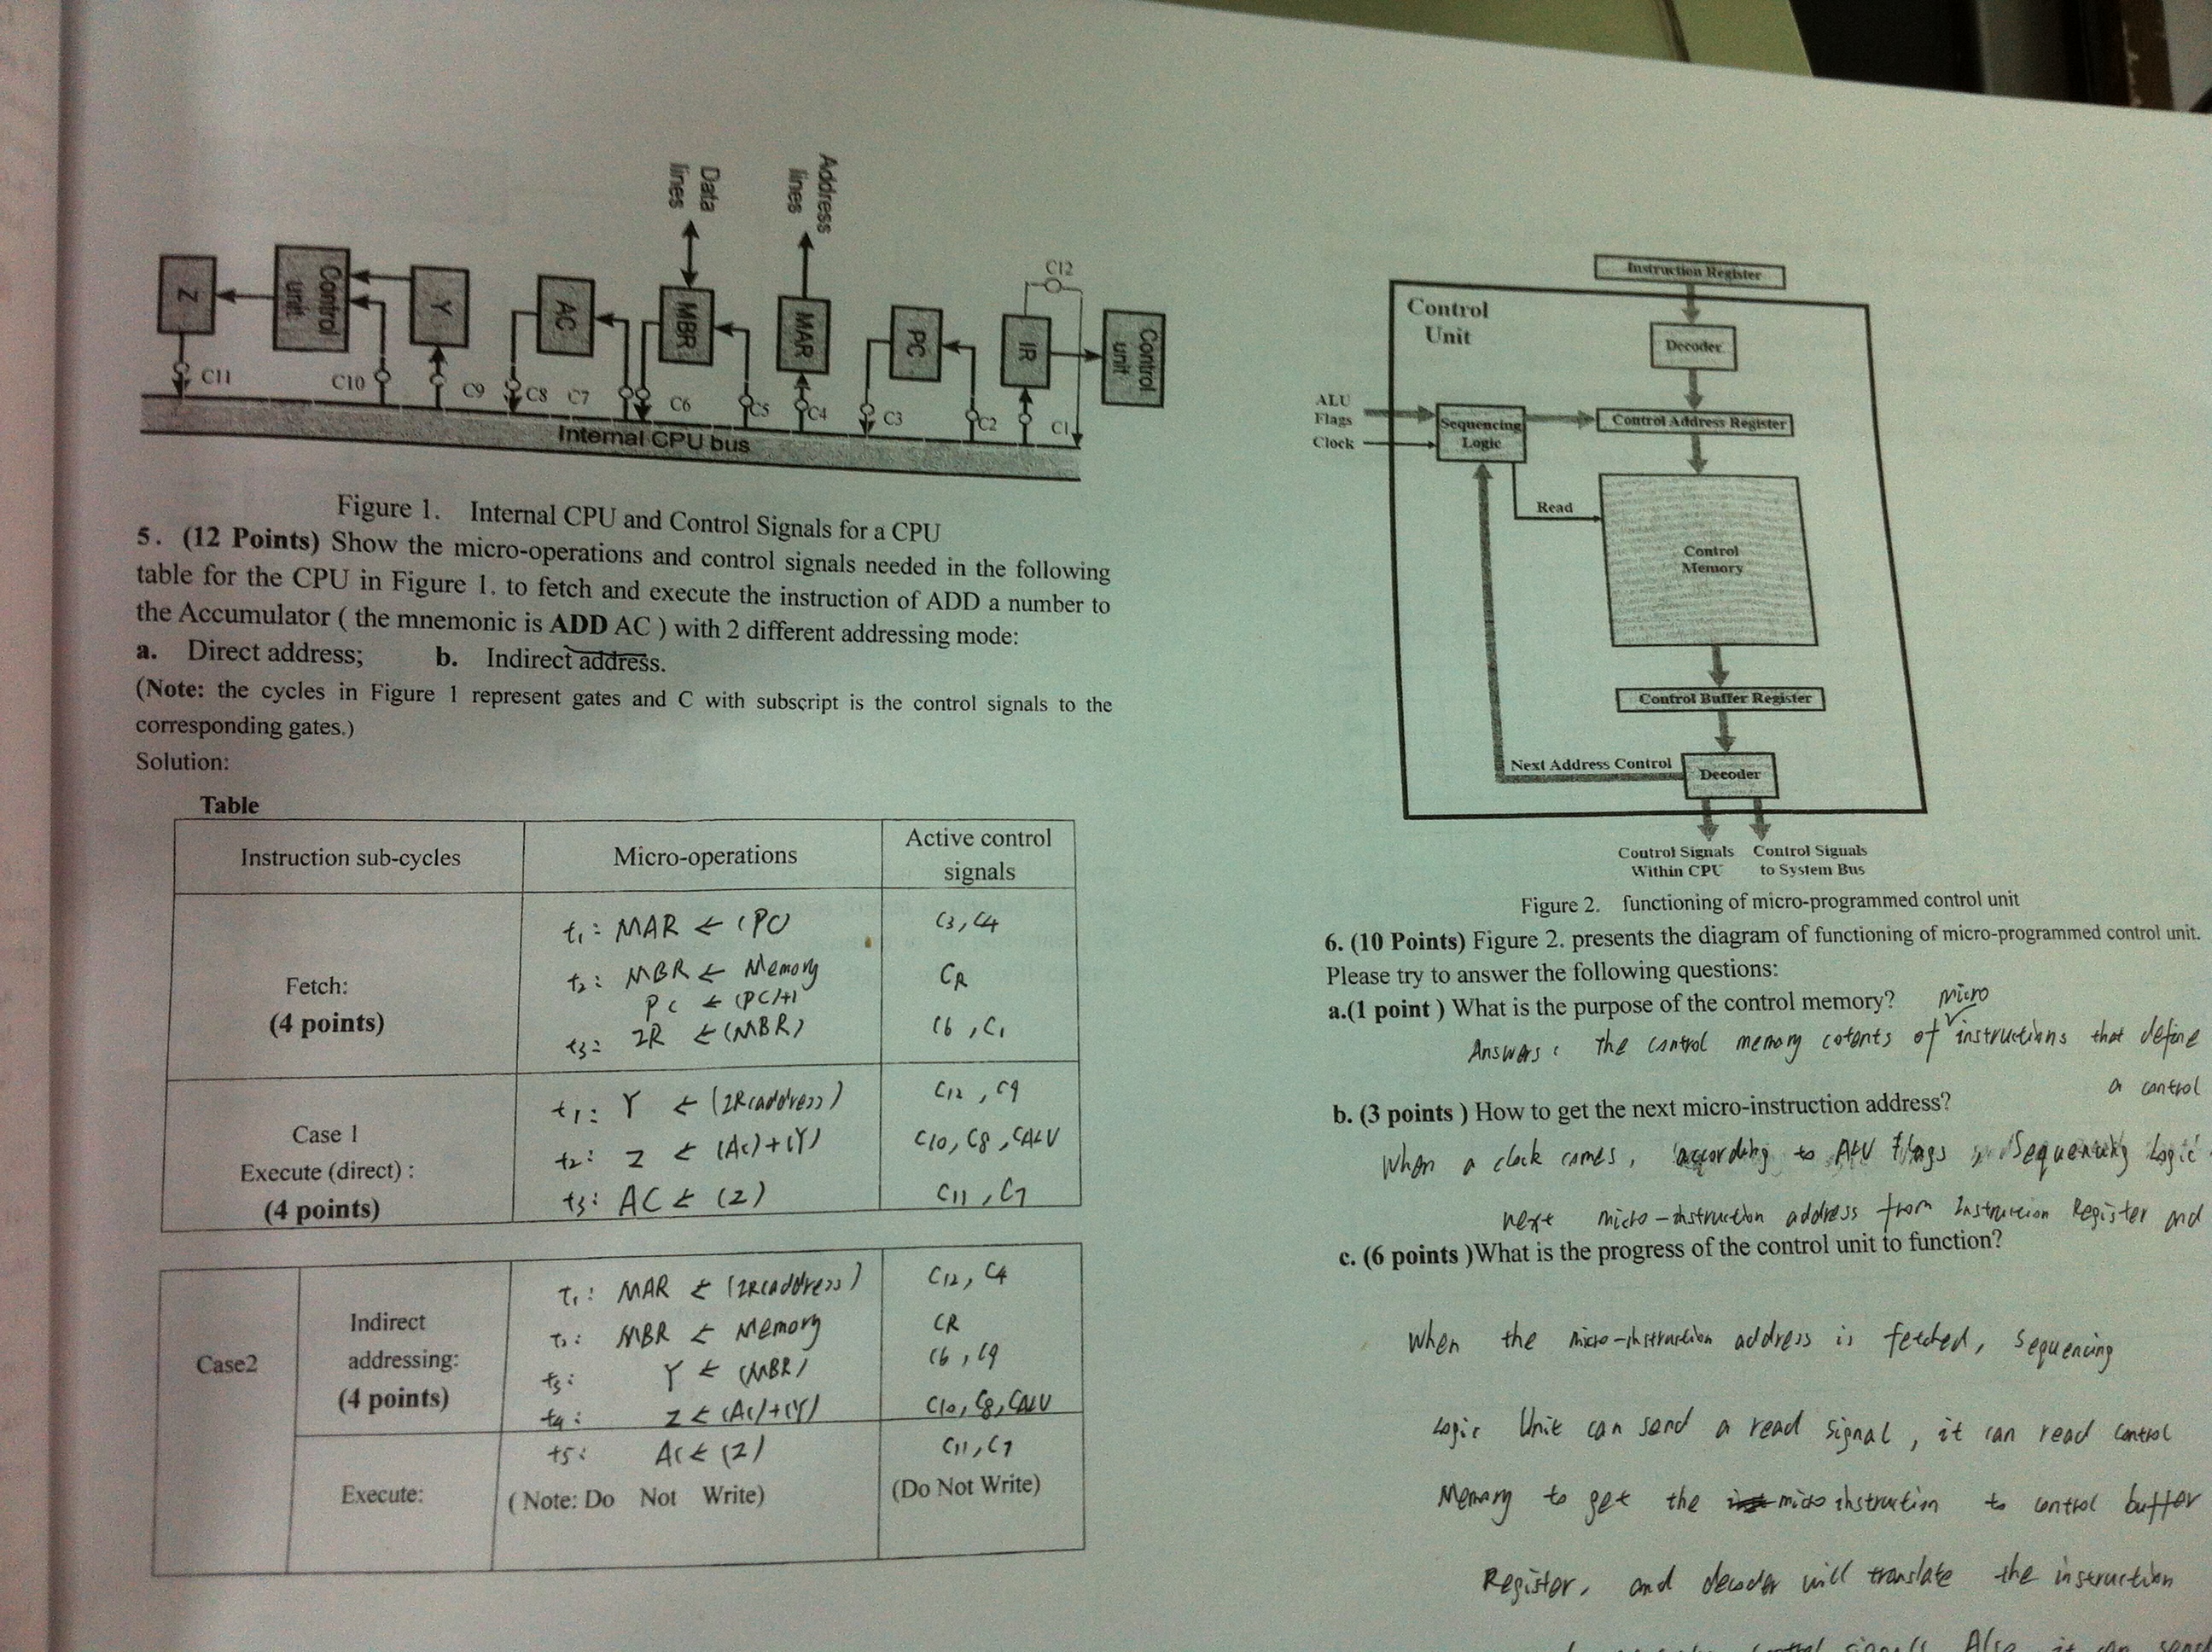 Address
lines
Data
lines
C12
Z
Control
unit
Y
AC
MBR
MAR
PC
IR
Control
unit
C11
C10
C9
C8
C7
C6
C5
C4
C3
C2
C1
Internal CPU bus
Figure 1. Internal CPU and Control Signals for a CPU
5. (12 Points) Show the micro-operations and control signals needed in the following
table for the CPU in Figure 1. to fetch and execute the instruction of ADD a number to
the Accumulator ( the mnemonic is ADD AC ) with 2 different addressing mode:
a. Direct address; b. Indirect address.
(Note: the cycles in Figure 1 represent gates and C with subscript is the control signals to the
corresponding gates.)
Solution:
Table
Instruction sub-cycles Micro-operations Active control
signals
Fetch:
(4 points)
t1: MAR ← (PC) C3, C4
t2: MBR ← Memory CR
PC ← (PC)+1
t3: IR ← (MBR) C6, C1
Case 1
Execute (direct) :
(4 points)
t1: Y ← (IR(address)) C12, C9
t2: Z ← (AC)+(Y) C10, C8, CALU
t3: AC ← (Z) C11, C7
Case2
Indirect
addressing:
(4 points)
t1: MAR ← (IR(address)) C12, C4
t2: MBR ← Memory CR
t3: Y ← (MBR) C6, C9
t4: Z ← (AC)+(Y) C10, C8, CALU
t5: AC ← (Z) C11, C7
Execute: (Note: Do Not Write) (Do Not Write)
Instruction Register
Control
Unit
Decoder
ALU
Flags
Clock
Sequencing
Logic
Control Address Register
Read
Control
Memory
Control Buffer Register
Next Address Control
Decoder
Control Signals
Within CPU
Control Signals
to System Bus
Figure 2. functioning of micro-programmed control unit
6. (10 Points) Figure 2. presents the diagram of functioning of micro-programmed control unit.
Please try to answer the following questions:
a.(1 point ) What is the purpose of the control memory?
micro
Answers: The control memory cotents of instructions that define
a control
b. (3 points ) How to get the next micro-instruction address?
When a clock comes, according to ALU flags, Sequencing Logic
next micro-instruction address from Instruction Register and
c. (6 points )What is the progress of the control unit to function?
When the micro-instruction address is fetched, sequencing
Logic Unit can send a read signal, it can read control
Memory to get the micro instruction to control buffer
Register, and decoder will translate the instruction
control signals. Also it can send